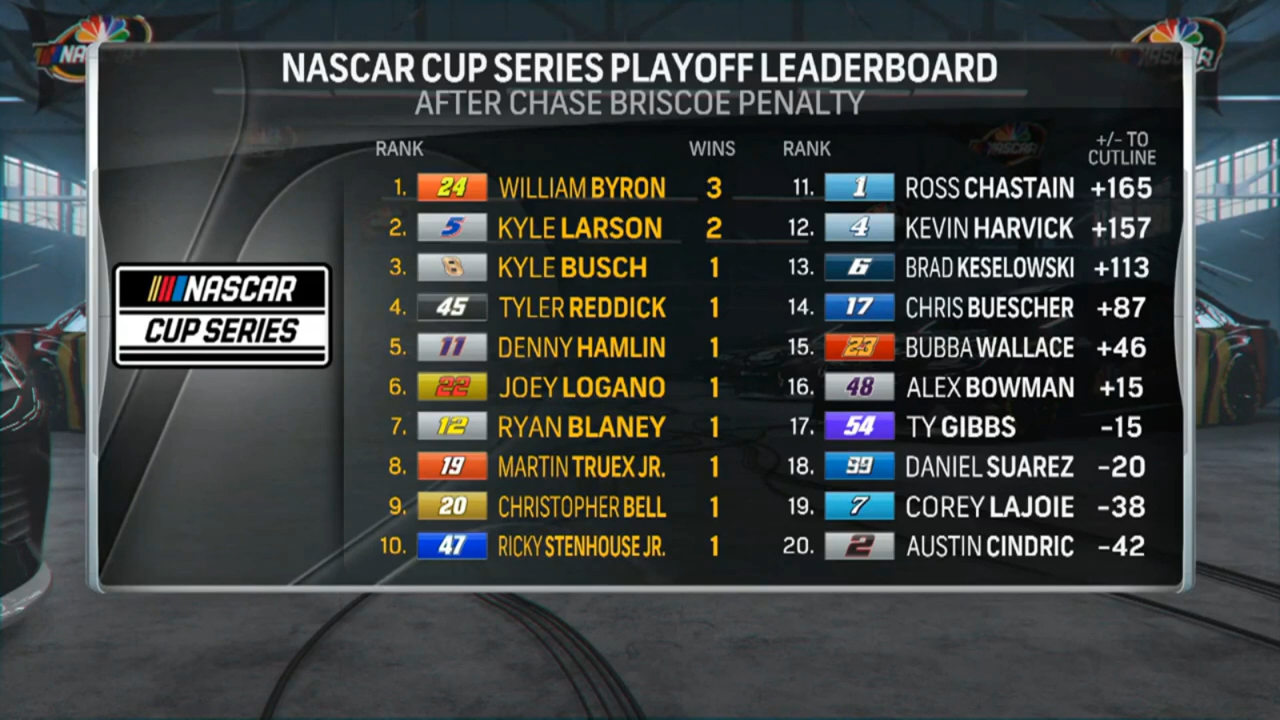 NASCAR CUP SERIES PLAYOFF LEADERBOARD
AFTER CHASE BRISCOE PENALTY
RANK WINS
1. 24 WILLIAM BYRON 3
2. 5 KYLE LARSON 2
3. 8 KYLE BUSCH 1
4. 45 TYLER REDDICK 1
5. 11 DENNY HAMLIN 1
6. 22 JOEY LOGANO 1
7. 12 RYAN BLANEY 1
8. 19 MARTIN TRUEX JR. 1
9. 20 CHRISTOPHER BELL 1
10. 47 RICKY STENHOUSE JR. 1
RANK +/- TO CUTLINE
11. 1 ROSS CHASTAIN +165
12. 4 KEVIN HARVICK +157
13. 6 BRAD KESELOWSKI +113
14. 17 CHRIS BUESCHER +87
15. 23 BUBBA WALLACE +46
16. 48 ALEX BOWMAN +15
17. 54 TY GIBBS -15
18. 99 DANIEL SUAREZ -20
19. 7 COREY LAJOIE -38
20. 2 AUSTIN CINDRIC -42
NASCAR
CUP SERIES
NASCAR